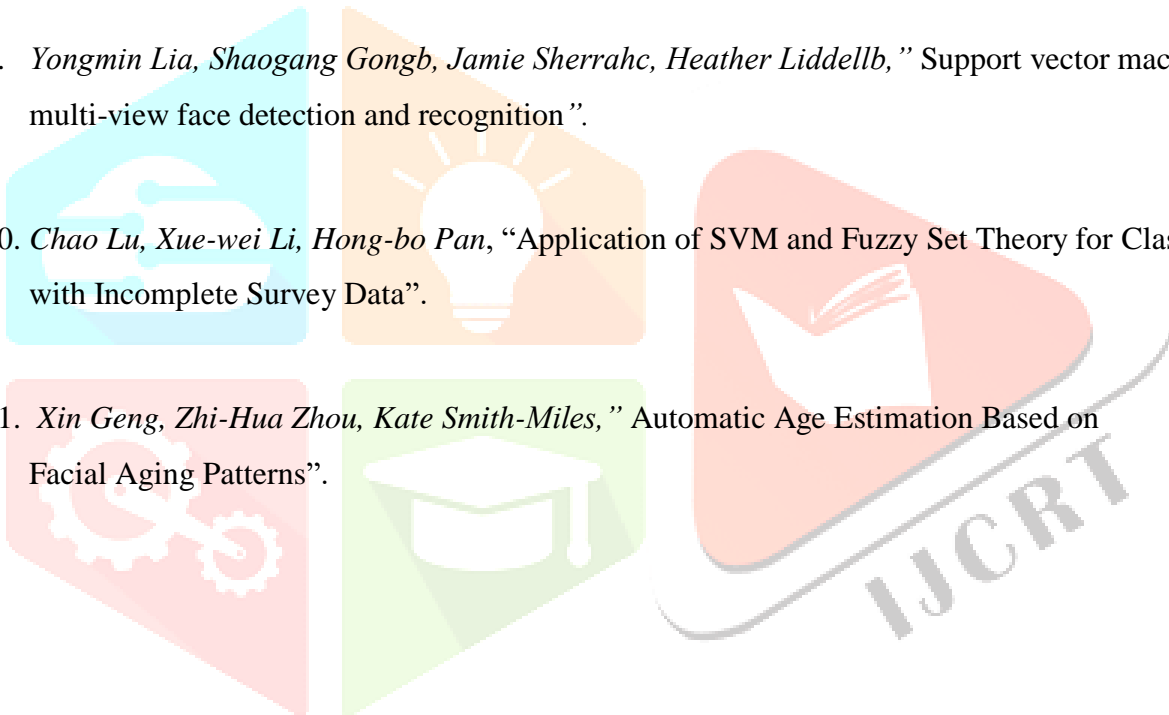 . Yongmin Lia, Shaogang Gongb, Jamie Sherrahc, Heather Liddellb,” Support vector mac
multi-view face detection and recognition”.
0. Chao Lu, Xue-wei Li, Hong-bo Pan, “Application of SVM and Fuzzy Set Theory for Clas
with Incomplete Survey Data”.
1. Xin Geng, Zhi-Hua Zhou, Kate Smith-Miles,” Automatic Age Estimation Based on
Facial Aging Patterns”.
IJCRT